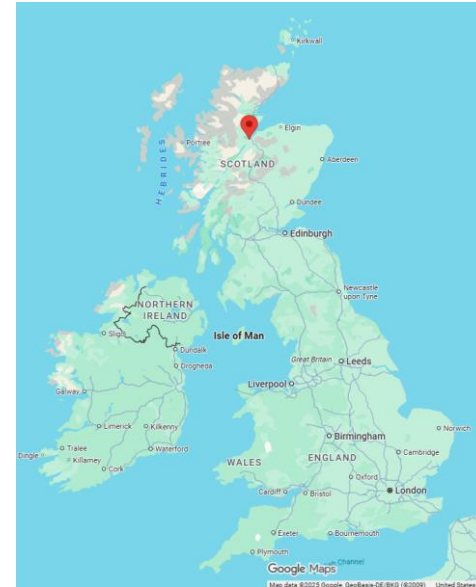 Kirkwall
Elgin
Portree
HEBRIDES
SCOTLAND
Aberdeen
Dundee
Edinburgh
NORTHERN
IRELAND
Newcastle
upon Tyne
Sligo
Isle of Man
Dundalk
Drogheda
Great Britain
Leeds
Galway
Liverpool
Limerick
Kilkenny
Birmingham
Norwich
Tralee
Waterford
Dingle
Killarney
Cork
WALES
ENGLAND
Cambridge
Oxford
Cardiff
Bristol
London
Exeter
Bournemouth
Plymouth
Google Maps
Channel
Map data ©2025 Google, GeoBasis-DE/BKG (©2009)
United States